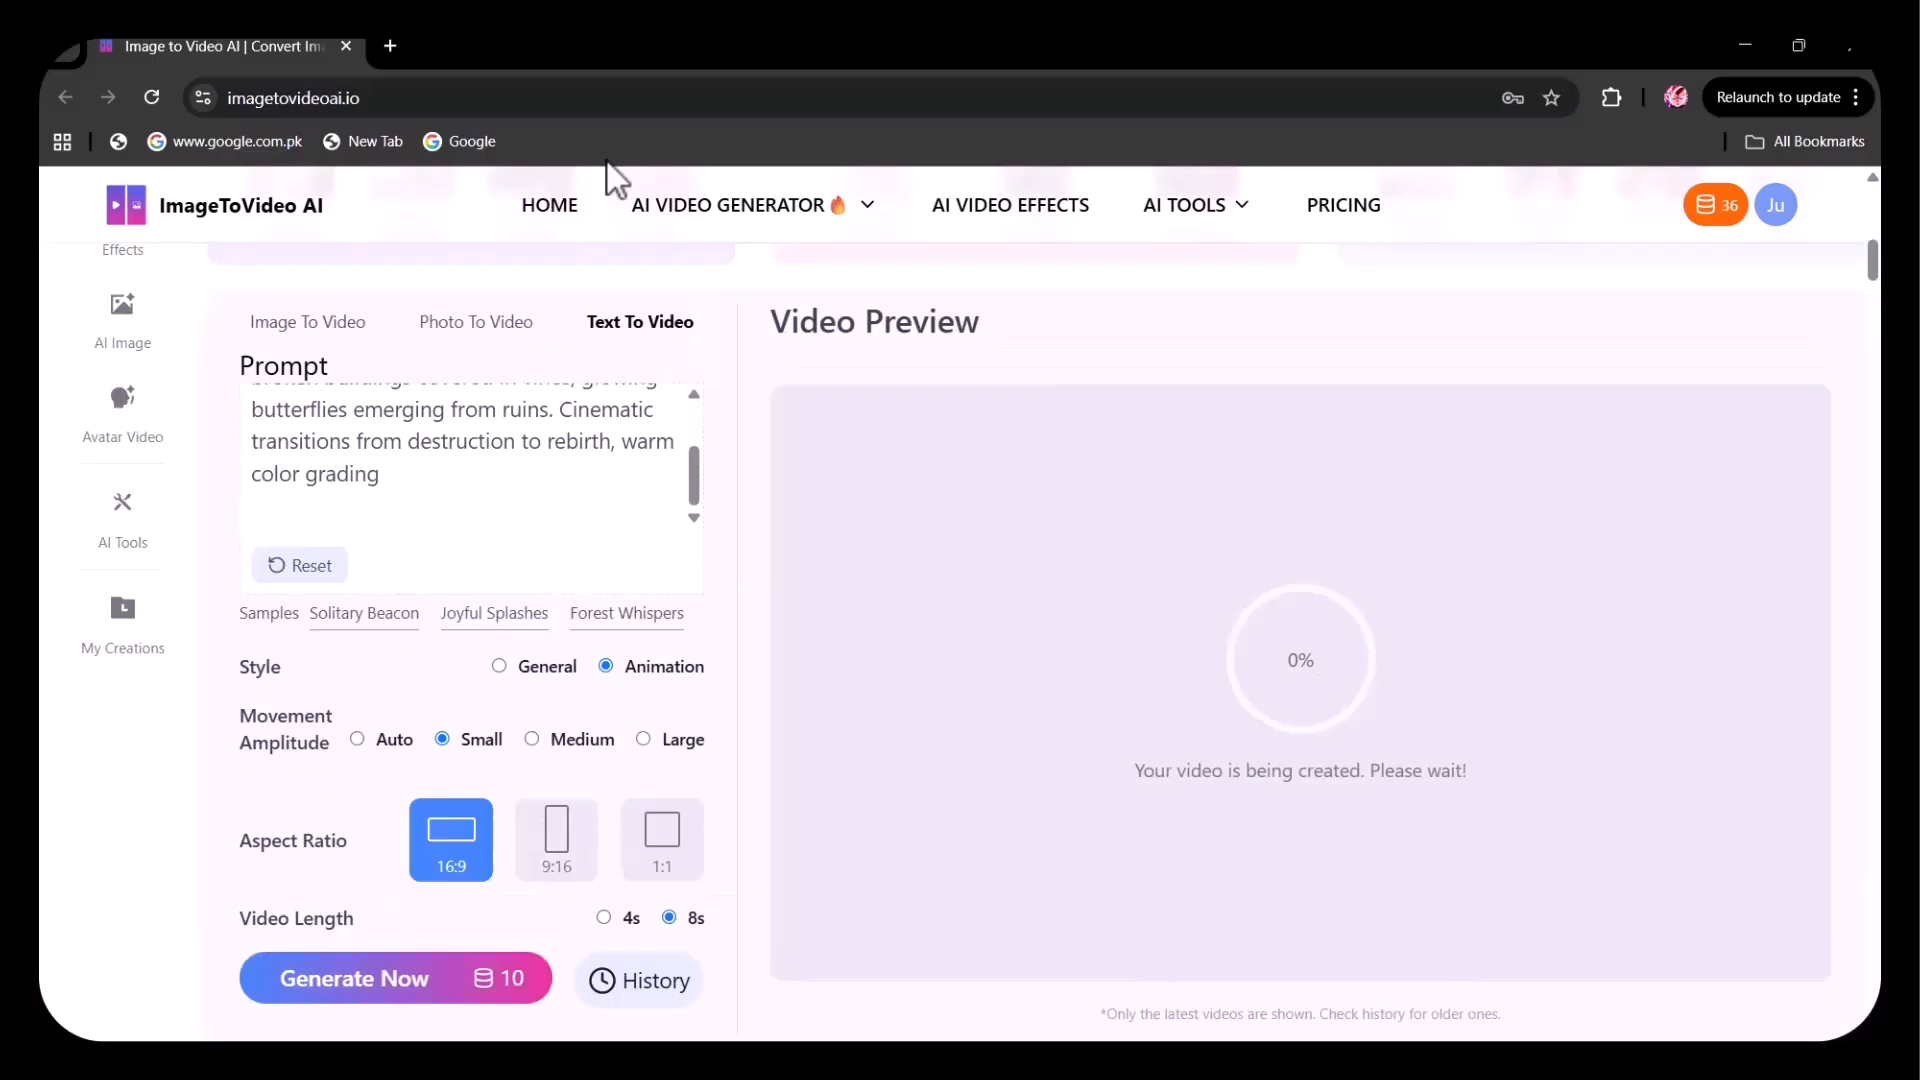 Image to Video AI | Convert Im
imagetovideoai.io
Relaunch to update
www.google.com.pk
New Tab
Google
All Bookmarks
ImageToVideo AI
HOME
AI VIDEO GENERATOR🔥
AI VIDEO EFFECTS
AI TOOLS
PRICING
36
Ju
Effects
AI Image
Avatar Video
AI Tools
My Creations
Image To Video
Photo To Video
Text To Video
Prompt
broken buildings covered in vines, growing
butterflies emerging from ruins. Cinematic
transitions from destruction to rebirth, warm
color grading
Reset
Samples
Solitary Beacon
Joyful Splashes
Forest Whispers
Style
General
Animation
Movement
Amplitude
Auto
Small
Medium
Large
Aspect Ratio
16:9
9:16
1:1
Video Length
4s
8s
Generate Now
10
History
Video Preview
0%
Your video is being created. Please wait!
*Only the latest videos are shown. Check history for older ones.